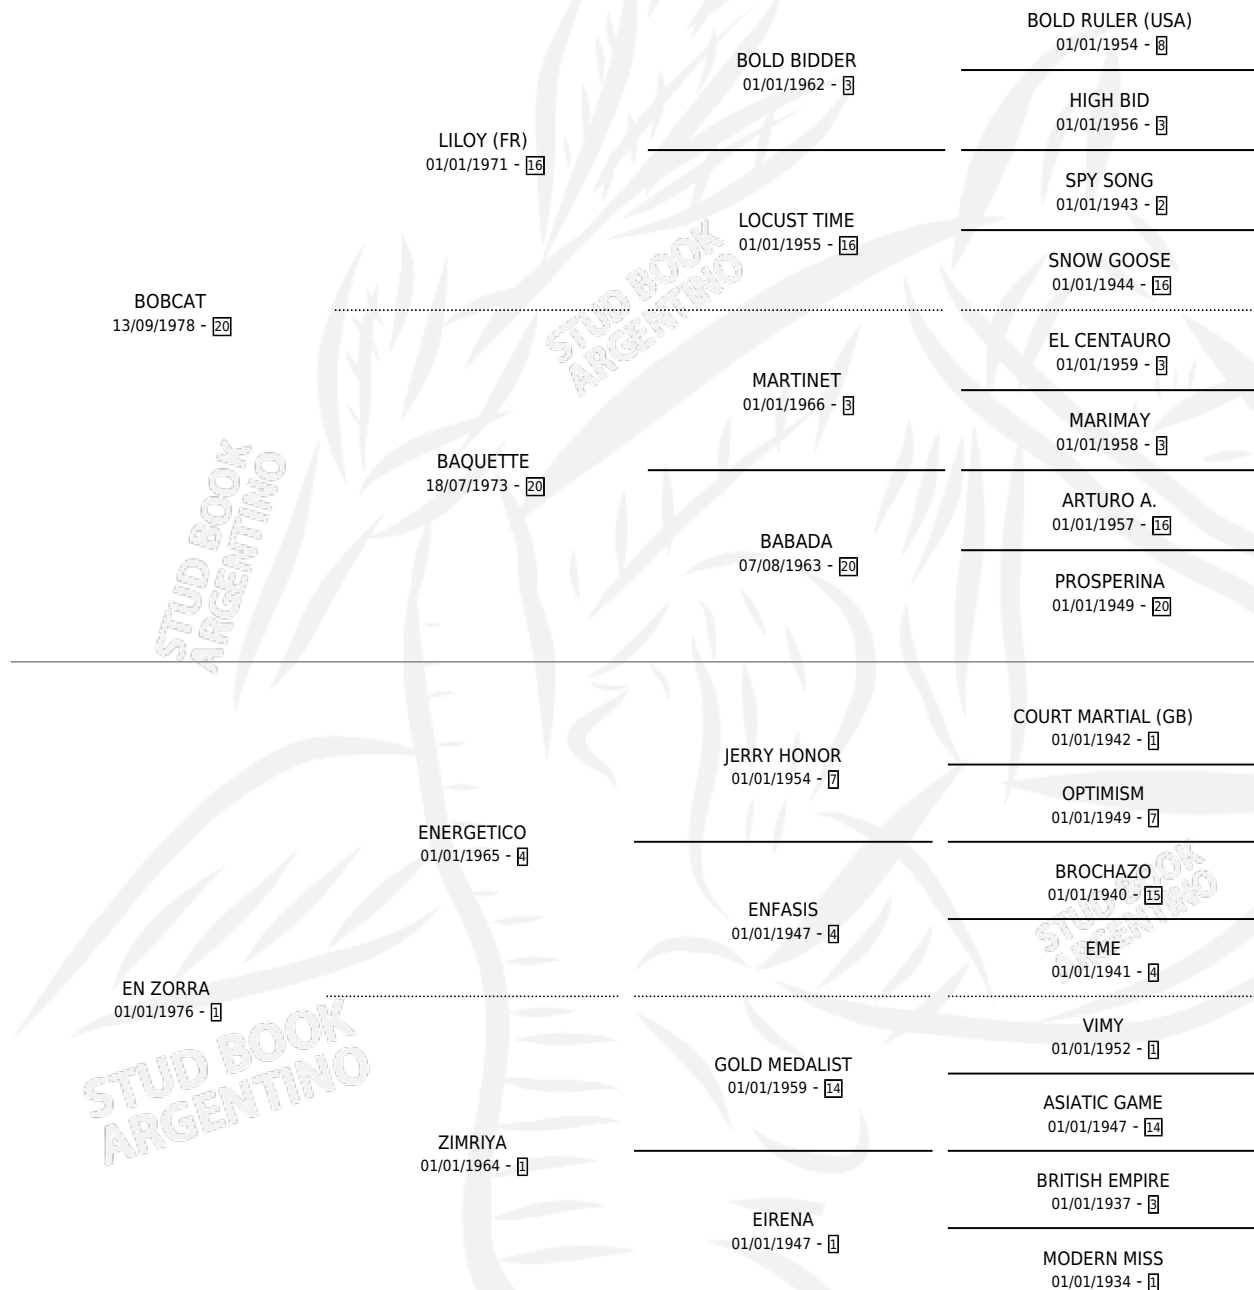 BOLD RULER (USA)
01/01/1954 - 8
BOLD BIDDER
01/01/1962 - 3
HIGH BID
01/01/1956 - 3
LILOY (FR)
01/01/1971 - 16
SPY SONG
01/01/1943 - 2
LOCUST TIME
01/01/1955 - 16
SNOW GOOSE
01/01/1944 - 16
BOBCAT
13/09/1978 - 20
STUD BOOK
ARGENTINO
EL CENTAURO
01/01/1959 - 3
MARTINET
01/01/1966 - 3
MARIMAY
01/01/1958 - 3
BAQUETTE
18/07/1973 - 20
ARTURO A.
01/01/1957 - 16
BABADA
07/08/1963 - 20
PROSPERINA
01/01/1949 - 20
STUD BOOK
ARGENTINO
COURT MARTIAL (GB)
01/01/1942 - 1
JERRY HONOR
01/01/1954 - 7
OPTIMISM
01/01/1949 - 7
ENERGETICO
01/01/1965 - 4
BROCHAZO
01/01/1940 - 15
ENFASIS
01/01/1947 - 4
EME
01/01/1941 - 4
STUD BOOK
ARGENTINO
EN ZORRA
01/01/1976 - 1
VIMY
01/01/1952 - 1
GOLD MEDALIST
01/01/1959 - 14
ASIATIC GAME
01/01/1947 - 14
STUD BOOK
ARGENTINO
ZIMRIYA
01/01/1964 - 1
BRITISH EMPIRE
01/01/1937 - 3
EIRENA
01/01/1947 - 1
MODERN MISS
01/01/1934 - 1